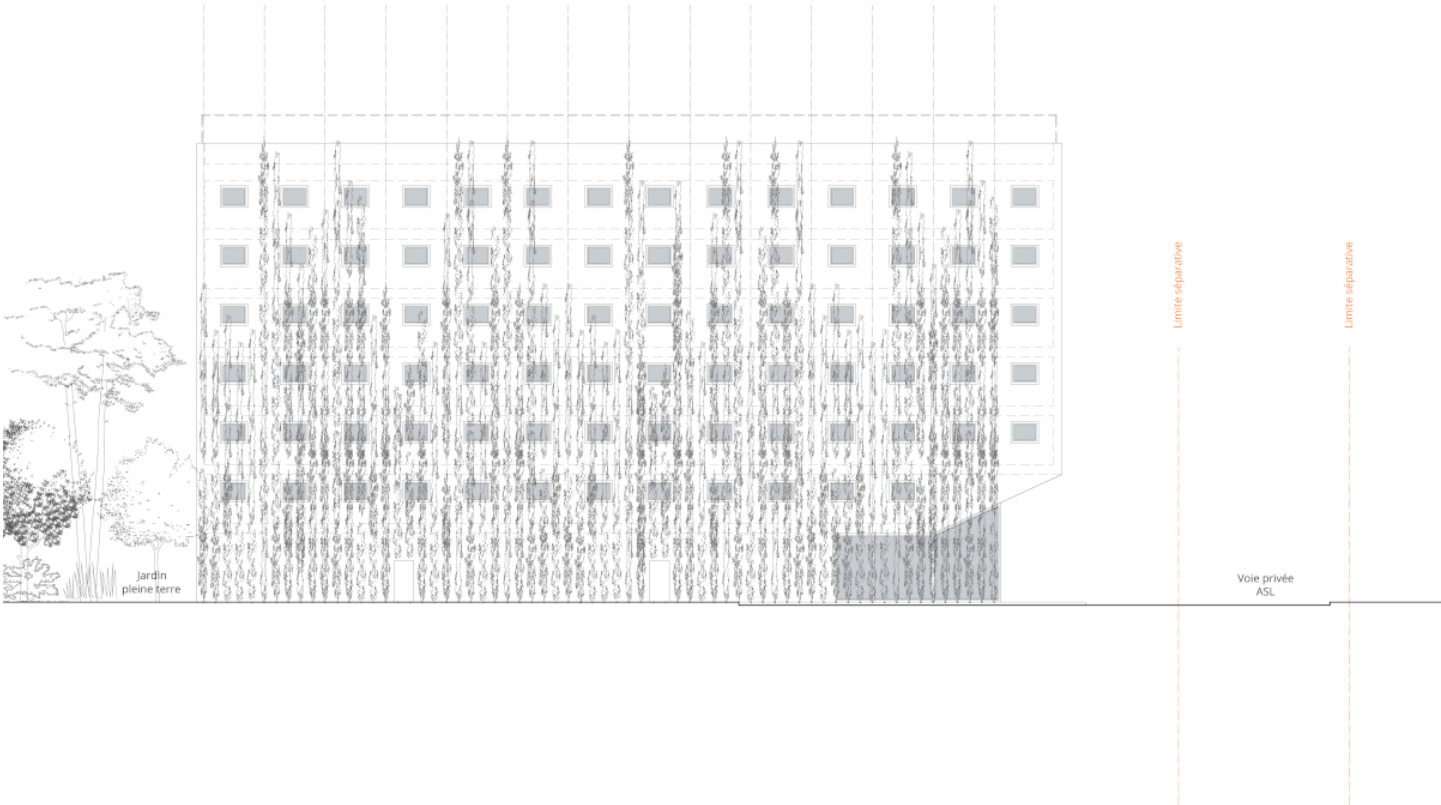 Limite séparative
Limite séparative
Jardin
pleine terre
Voie privée
ASL